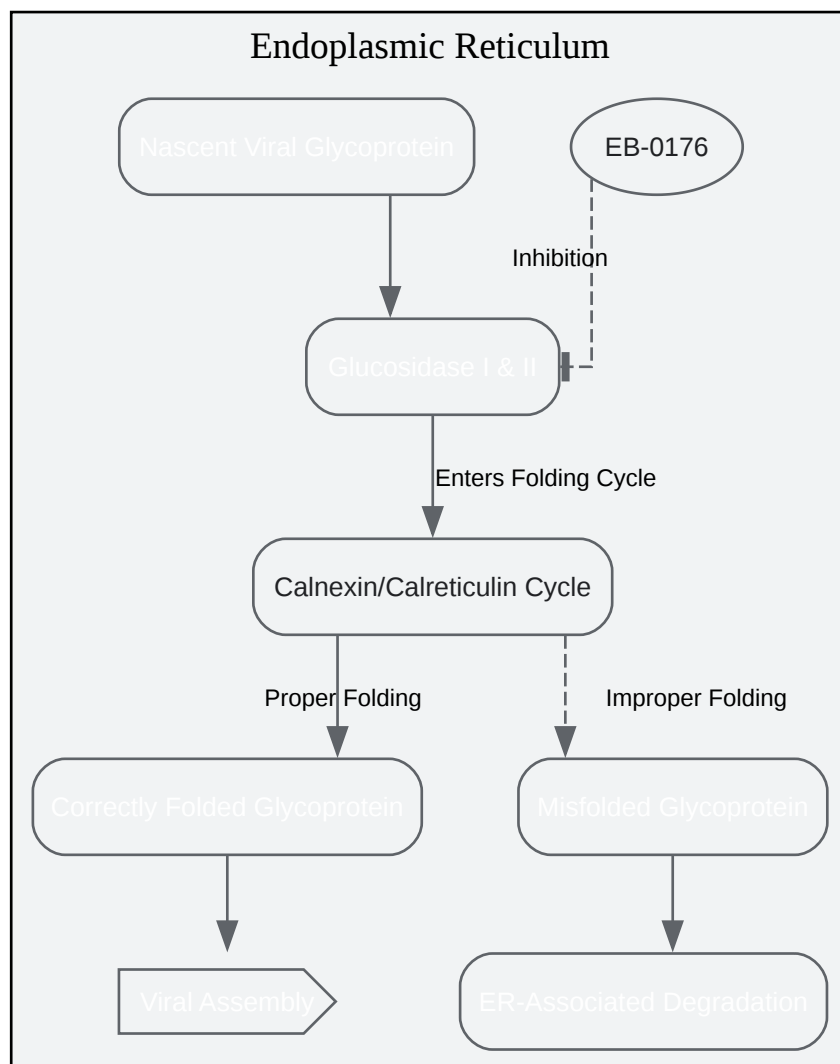 Endoplasmic Reticulum
Nascent Viral Glycoprotein
EB-0176
Inhibition
Glucosidase I & II
Enters Folding Cycle
Calnexin/Calreticulin Cycle
Proper Folding
Improper Folding
Correctly Folded Glycoprotein
Misfolded Glycoprotein
Viral Assembly
ER-Associated Degradation